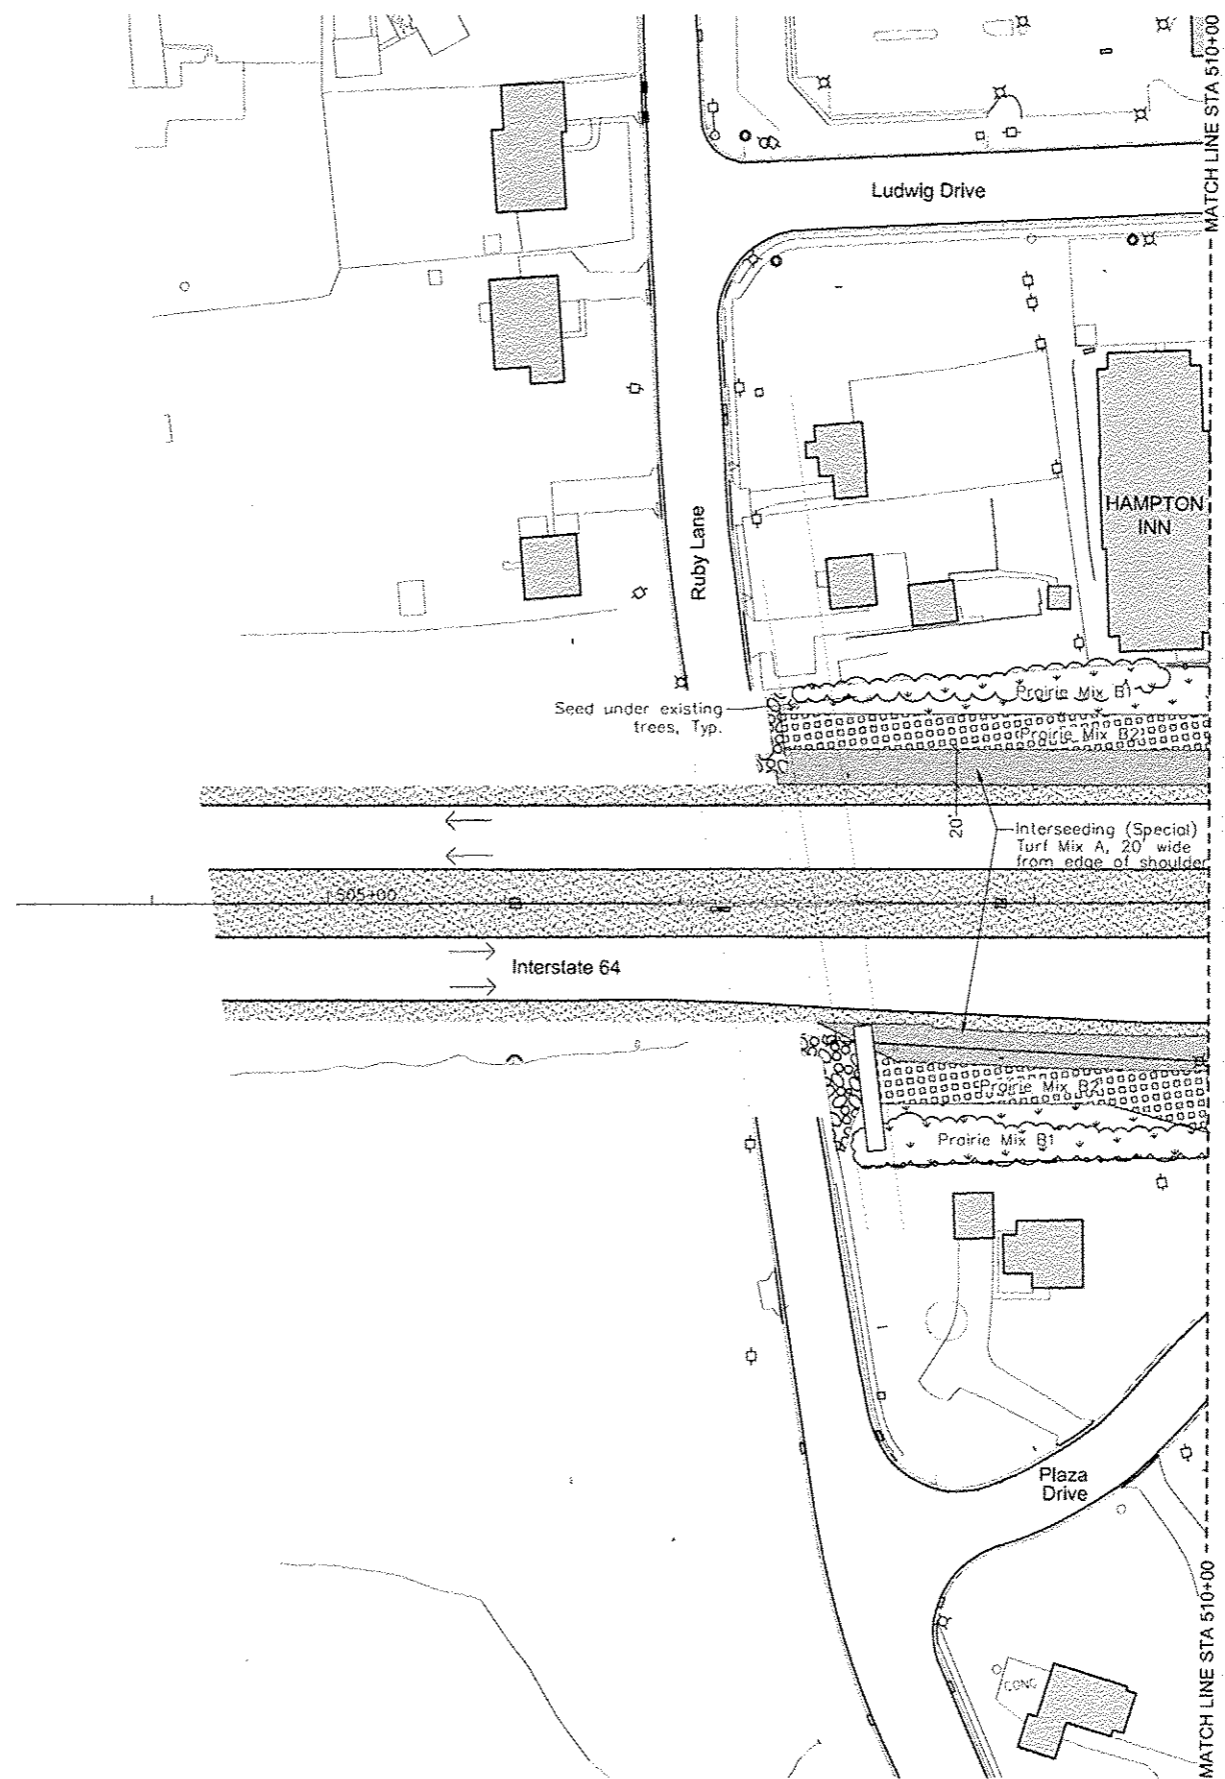 MATCH LINE STA 510+00
Ludwig Drive
HAMPTON
INN
Ruby Lane
Prairie Mix B1
Seed under existing
trees, Typ.
Prairie Mix B2
20'
Interseeding (Special)
Turf Mix A, 20' wide
from edge of shoulder
505+00
Interstate 64
Prairie Mix B2
Prairie Mix B1
Plaza
Drive
CONC
MATCH LINE STA 510+00